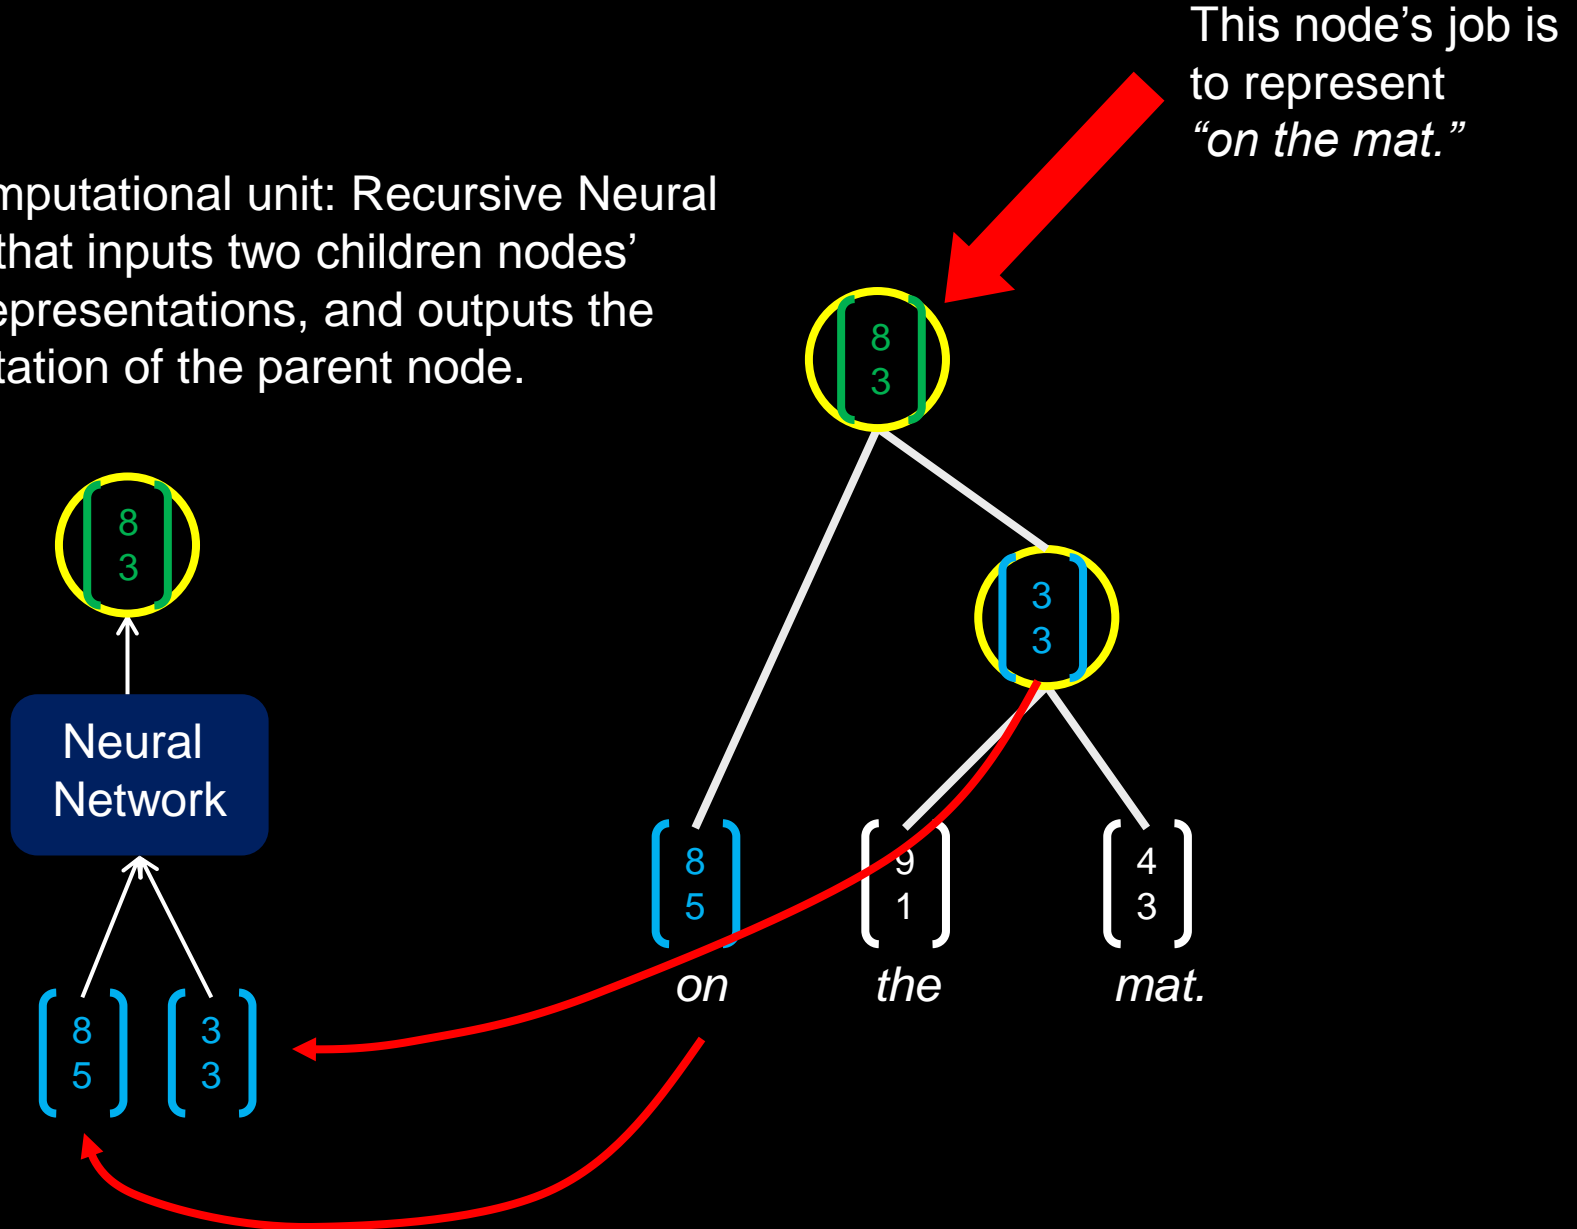 This node’s job is
to represent
“on the mat.”
computational unit: Recursive Neural
that inputs two children nodes’
representations, and outputs the
tation of the parent node.
8
3
8
3
3
3
Neural
Network
8
5
9
1
4
3
on the mat.
8
5
3
3